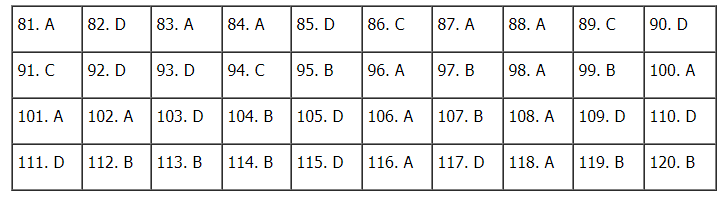 81. A 82. D 83. A 84. A 85. D 86. C 87. A 88. A 89. C 90. D
91. C 92. D 93. D 94. C 95. B 96. A 97. B 98. A 99. B 100. A
101. A 102. A 103. D 104. B 105. D 106. A 107. B 108. A 109. D 110. D
111. D 112. B 113. B 114. B 115. D 116. A 117. D 118. A 119. B 120. B